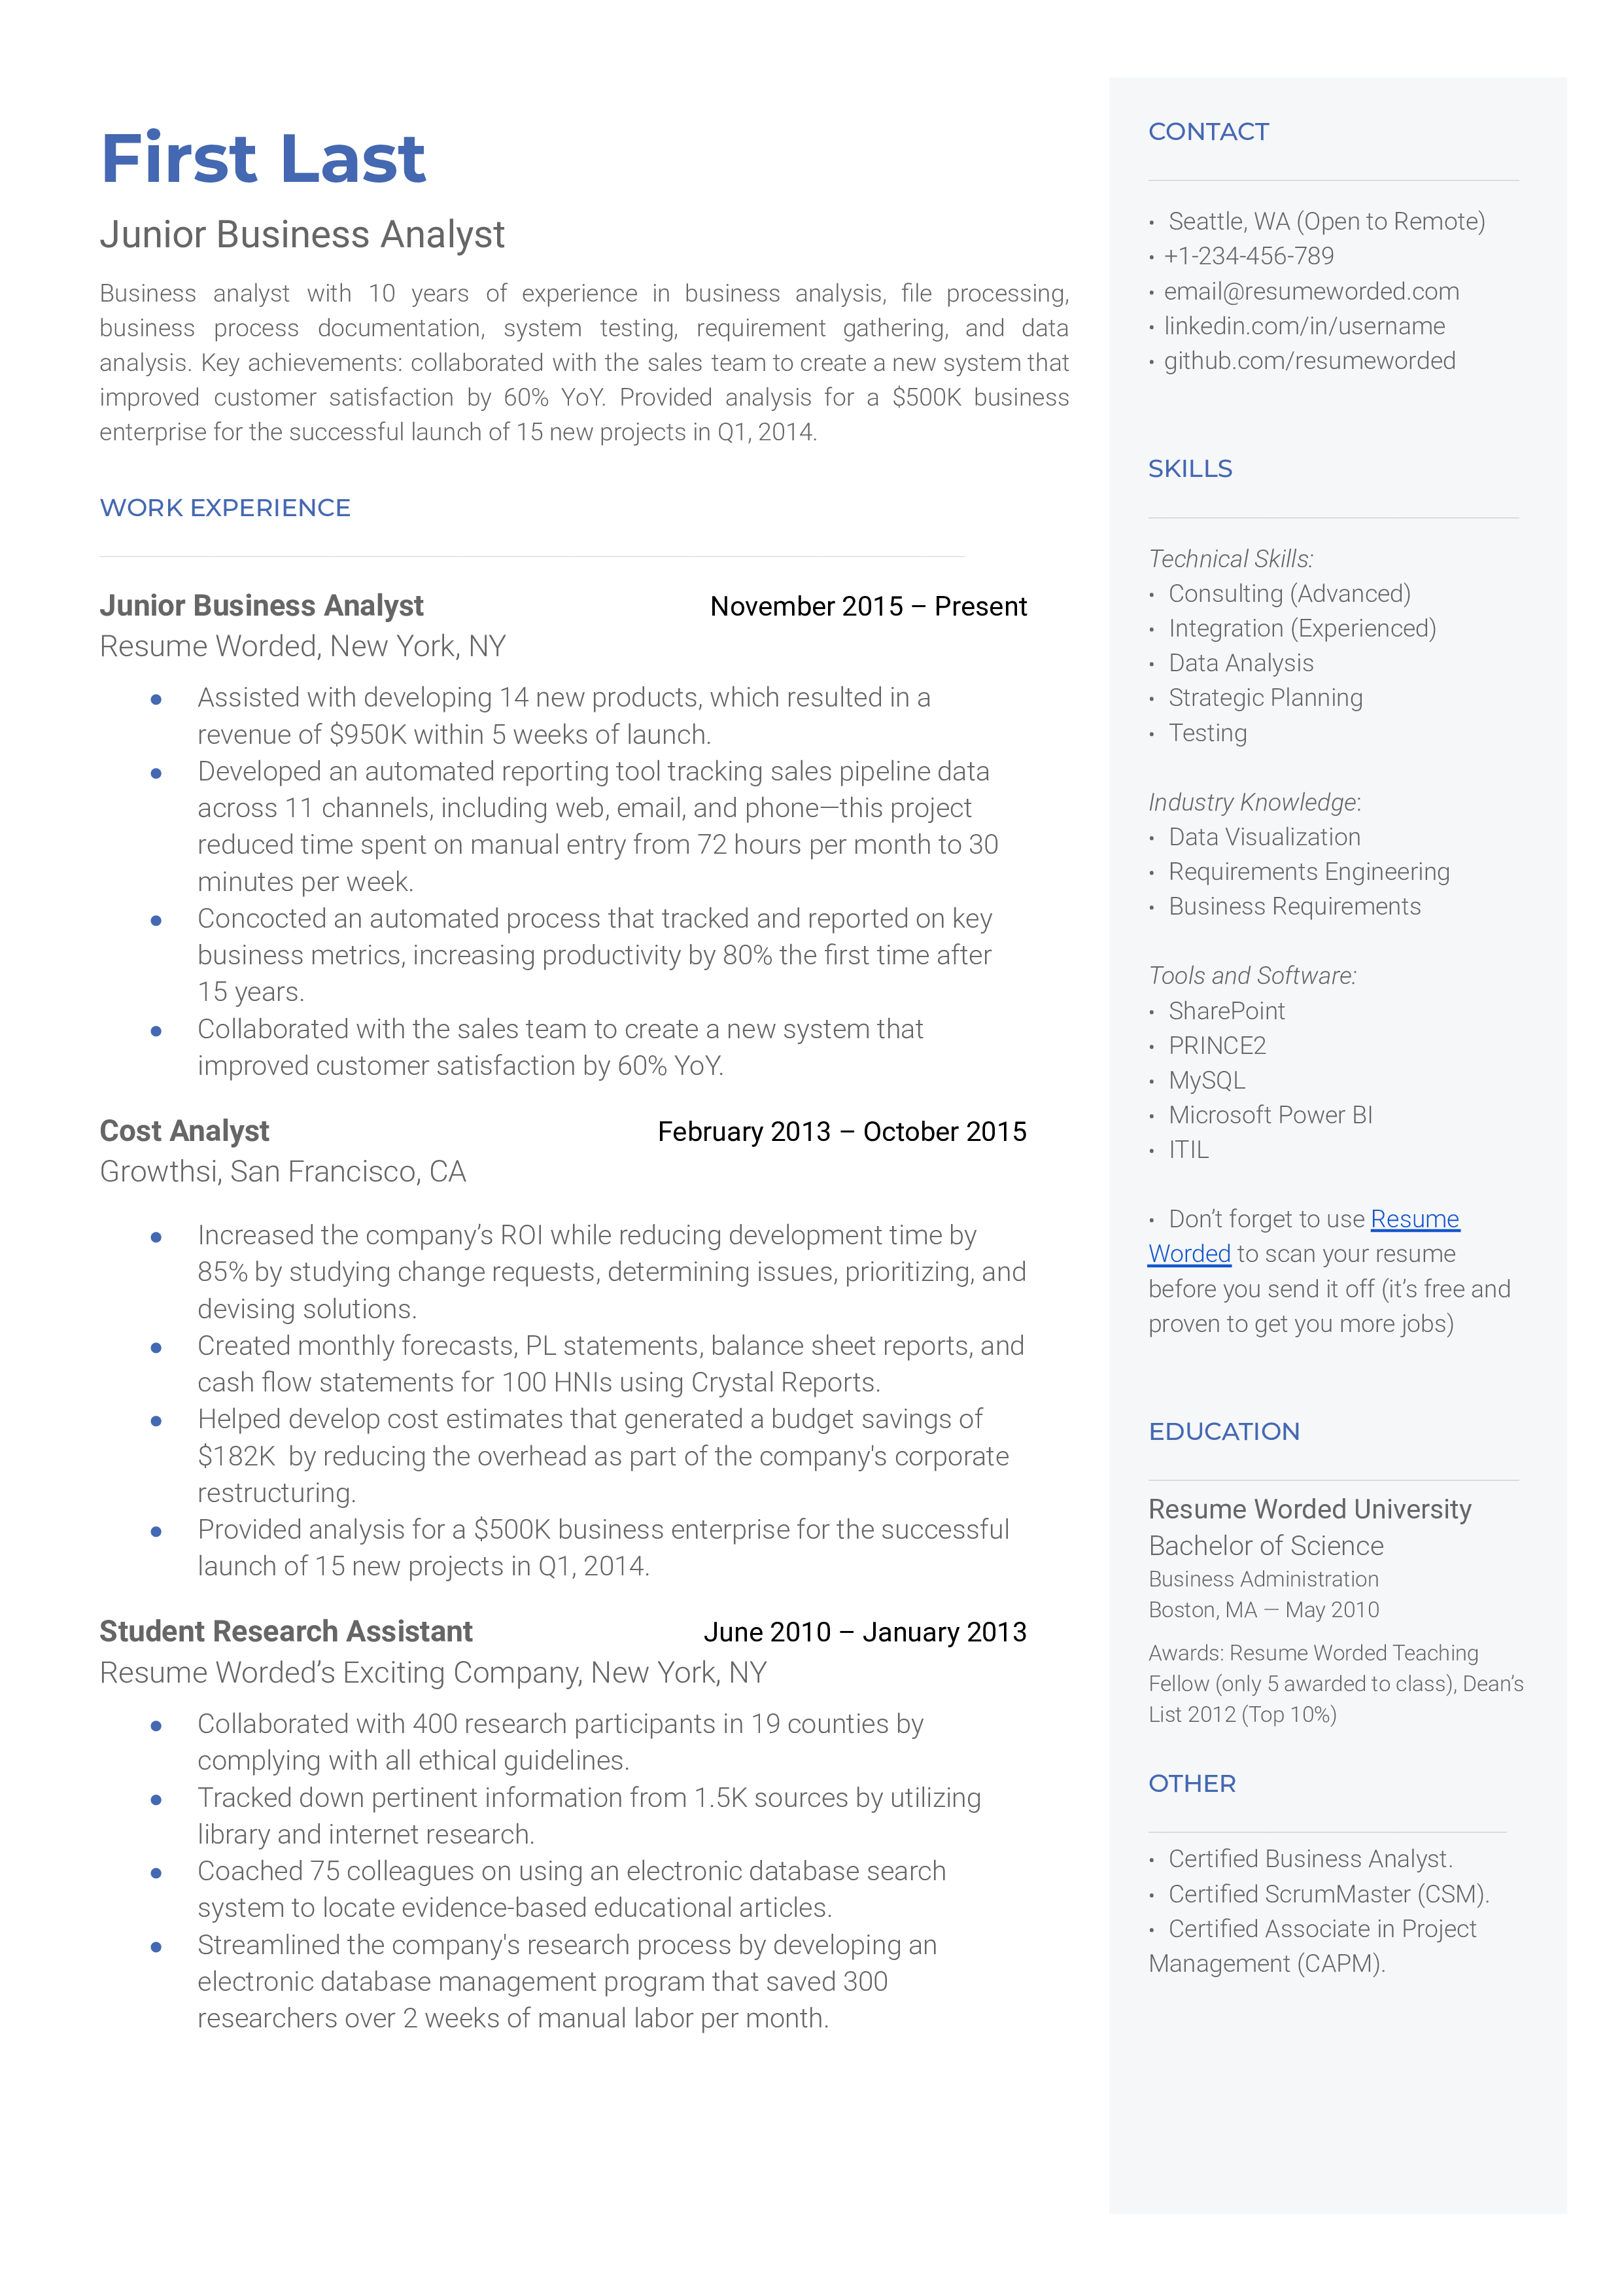 First Last
Junior Business Analyst
Business analyst with 10 years of experience in business analysis, file processing,
business process documentation, system testing, requirement gathering, and data
analysis. Key achievements: collaborated with the sales team to create a new system that
improved customer satisfaction by 60% YoY. Provided analysis for a $500K business
enterprise for the successful launch of 15 new projects in Q1, 2014.
WORK EXPERIENCE
Junior Business Analyst November 2015 – Present
Resume Worded, New York, NY
● Assisted with developing 14 new products, which resulted in a
revenue of $950K within 5 weeks of launch.
● Developed an automated reporting tool tracking sales pipeline data
across 11 channels, including web, email, and phone—this project
reduced time spent on manual entry from 72 hours per month to 30
minutes per week.
● Concocted an automated process that tracked and reported on key
business metrics, increasing productivity by 80% the first time after
15 years.
● Collaborated with the sales team to create a new system that
improved customer satisfaction by 60% YoY.
Cost Analyst February 2013 – October 2015
Growthsi, San Francisco, CA
● Increased the company’s ROI while reducing development time by
85% by studying change requests, determining issues, prioritizing, and
devising solutions.
● Created monthly forecasts, PL statements, balance sheet reports, and
cash flow statements for 100 HNIs using Crystal Reports.
● Helped develop cost estimates that generated a budget savings of
$182K  by reducing the overhead as part of the company's corporate
restructuring.
● Provided analysis for a $500K business enterprise for the successful
launch of 15 new projects in Q1, 2014.
Student Research Assistant June 2010 – January 2013
Resume Worded’s Exciting Company, New York, NY
● Collaborated with 400 research participants in 19 counties by
complying with all ethical guidelines.
● Tracked down pertinent information from 1.5K sources by utilizing
library and internet research.
● Coached 75 colleagues on using an electronic database search
system to locate evidence-based educational articles.
● Streamlined the company's research process by developing an
electronic database management program that saved 300
researchers over 2 weeks of manual labor per month.
CONTACT
• Seattle, WA (Open to Remote)
• +1-234-456-789
• email@resumeworded.com
• linkedin.com/in/username
• github.com/resumeworded
SKILLS
Technical Skills:
• Consulting (Advanced)
• Integration (Experienced)
• Data Analysis
• Strategic Planning
• Testing
Industry Knowledge:
• Data Visualization
• Requirements Engineering
• Business Requirements
Tools and Software:
• SharePoint
• PRINCE2
• MySQL
• Microsoft Power BI
• ITIL
• Don’t forget to use Resume
Worded to scan your resume
before you send it off (it’s free and
proven to get you more jobs)
EDUCATION
Resume Worded University
Bachelor of Science
Business Administration
Boston, MA — May 2010
Awards: Resume Worded Teaching
Fellow (only 5 awarded to class), Dean’s
List 2012 (Top 10%)
OTHER
• Certified Business Analyst.
• Certified ScrumMaster (CSM).
• Certified Associate in Project
Management (CAPM).